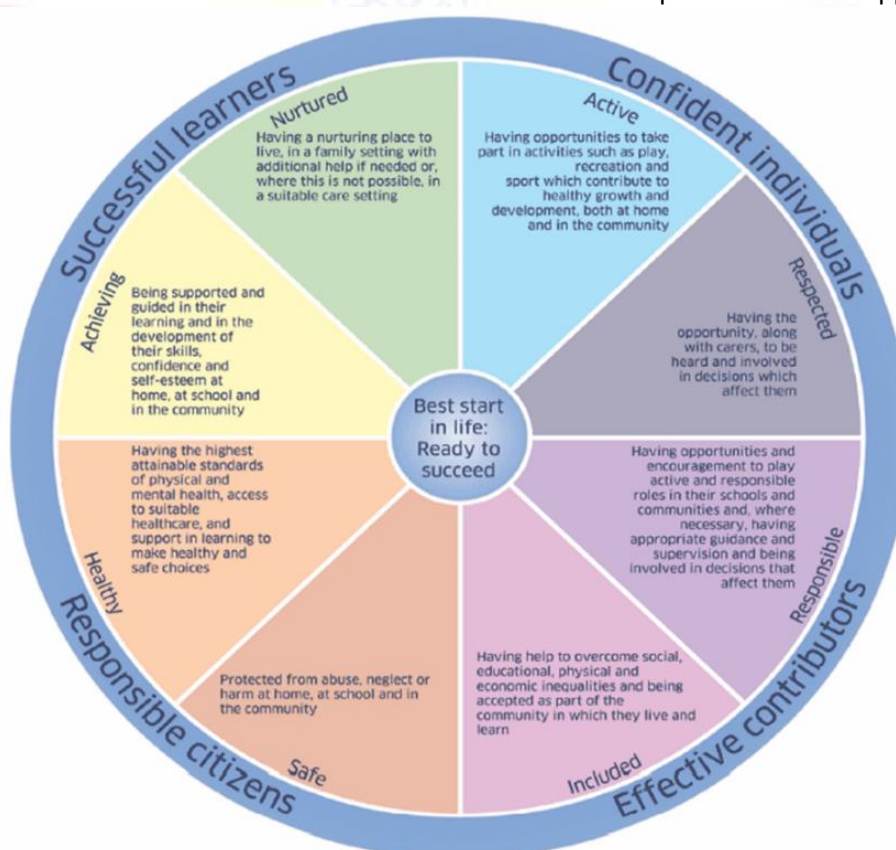 Successful learners
Confident individuals
Nurtured
Having a nurturing place to
live, in a family setting with
additional help if needed or,
where this is not possible, in
a suitable care setting
Active
Having opportunities to take
part in activities such as play,
recreation and
sport which contribute to
healthy growth and
development, both at home
and in the community
Achieving
Being supported and
guided in their
learning and in the
development of
their skills,
confidence and
self-esteem at
home, at school and
in the community
Respected
Having the
opportunity, along
with carers, to be
heard and involved
in decisions which
affect them
Best start
in life:
Ready to
succeed
Healthy
Having the highest
attainable standards
of physical and
mental health, access
to suitable
healthcare, and
support in learning to
make healthy and
safe choices
Responsible
Having opportunities and
encouragement to play
active and responsible
roles in their schools and
communities and, where
necessary, having
appropriate guidance and
supervision and being
involved in decisions that
affect them
Safe
Protected from abuse, neglect or
harm at home, at school and in
the community
Included
Having help to overcome social,
educational, physical and
economic inequalities and being
accepted as part of the
community in which they live and
learn
Responsible citizens
Effective contributors